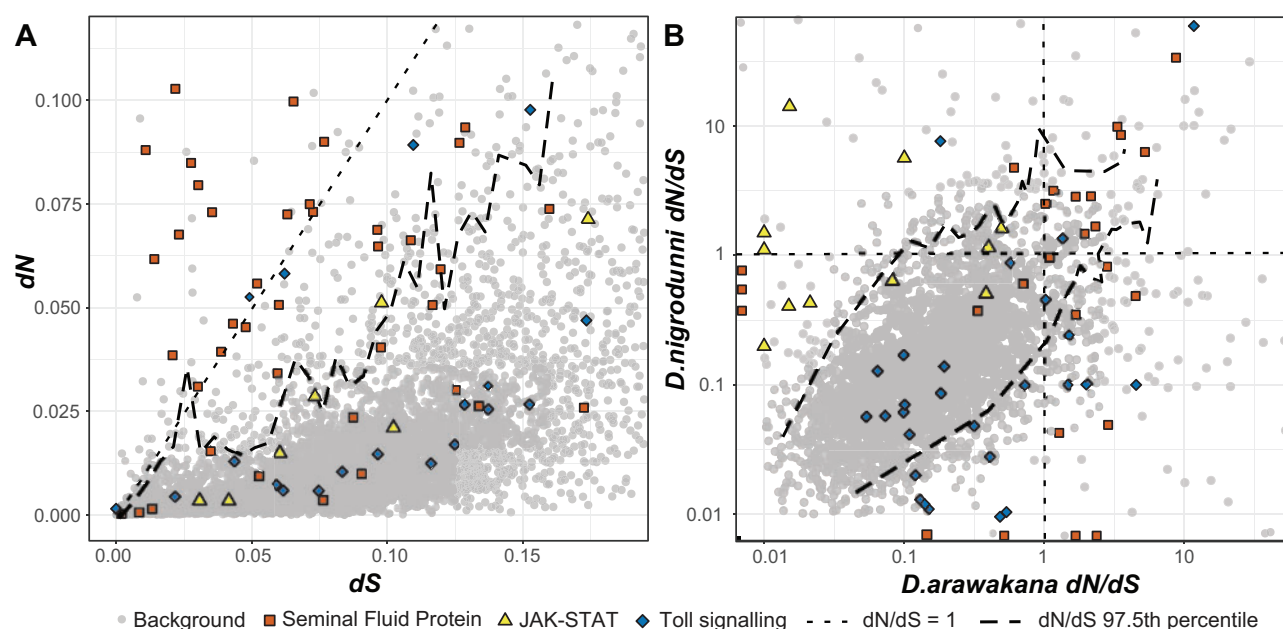 A
B
dN
0.100
0.075
0.050
0.025
0.000
0.00
0.05
0.10
0.15
dS
D.nigrodunni dN/dS
10
1
0.1
0.01
0.01
0.1
1
10
D.arawakana dN/dS
Background
Seminal Fluid Protein
JAK-STAT
Toll signalling
dN/dS = 1
dN/dS 97.5th percentile